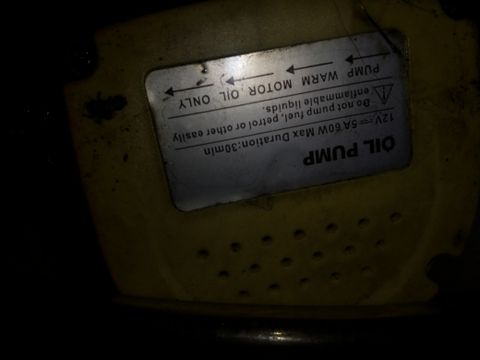 OIL PUMP
12V⎓5A 60W Max Duration:30min
Do not pump fuel, petrol or other easily
enflammable liquids.
PUMP WARM MOTOR OIL ONLY